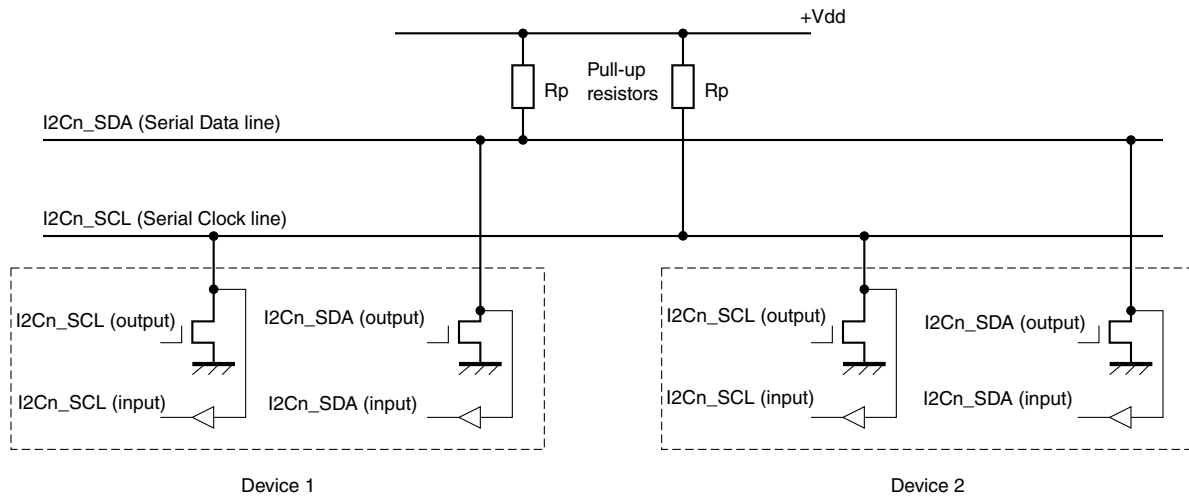 +Vdd
Pull-up
resistors
Rp
Rp
I2Cn_SDA (Serial Data line)
I2Cn_SCL (Serial Clock line)
I2Cn_SCL (output)
I2Cn_SDA (output)
I2Cn_SCL (input)
I2Cn_SDA (input)
Device 1
I2Cn_SCL (output)
I2Cn_SDA (output)
I2Cn_SCL (input)
I2Cn_SDA (input)
Device 2